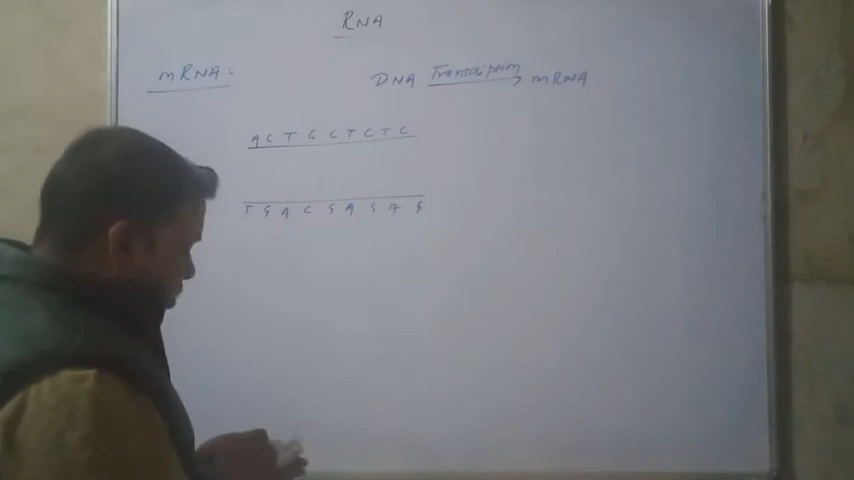 RNA
mRNA: DNA Transcription → mRNA
A C T G C T C T C
T G A C G A G A G